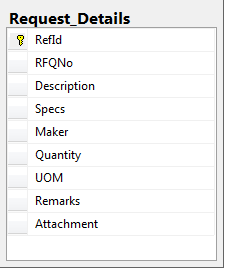 Request_Details
RefId
RFQNo
Description
Specs
Maker
Quantity
UOM
Remarks
Attachment